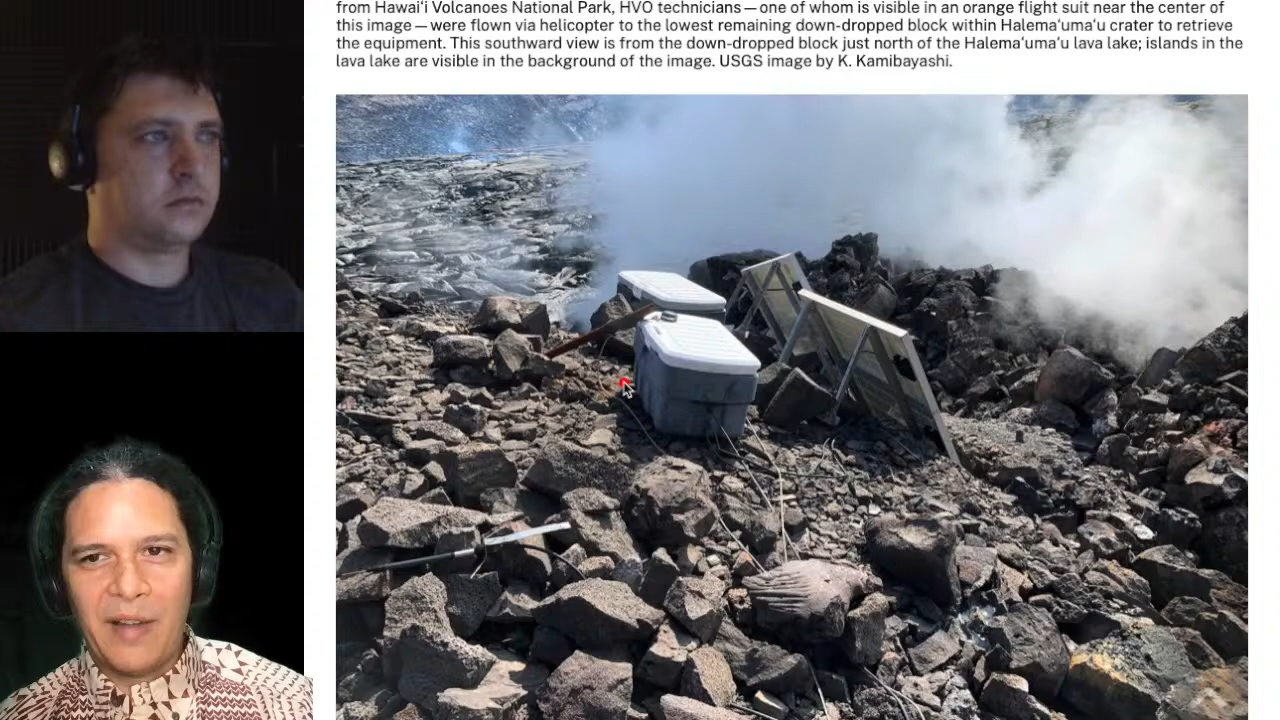 from Hawaiʻi Volcanoes National Park, HVO technicians—one of whom is visible in an orange flight suit near the center of
this image—were flown via helicopter to the lowest remaining down-dropped block within Halemaʻumaʻu crater to retrieve
the equipment. This southward view is from the down-dropped block just north of the Halemaʻumaʻu lava lake; islands in the
lava lake are visible in the background of the image. USGS image by K. Kamibayashi.